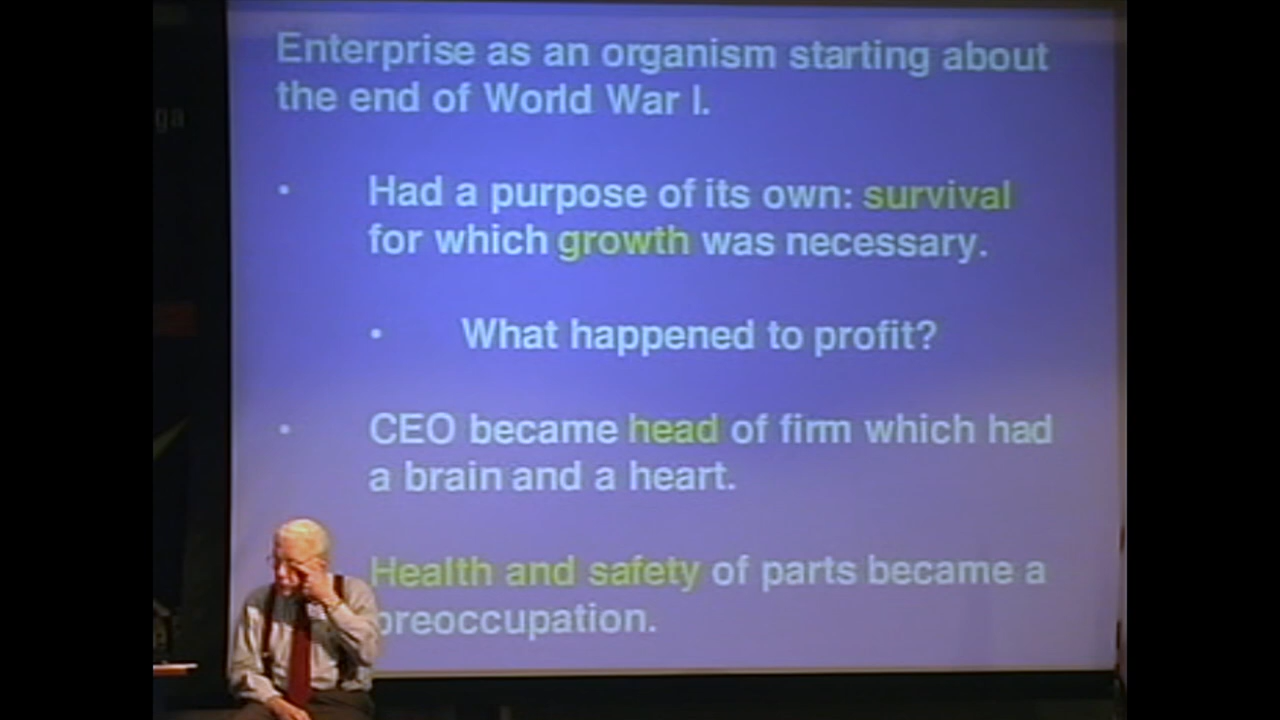 Enterprise as an organism starting about
the end of World War I.
• Had a purpose of its own: survival
for which growth was necessary.
• What happened to profit?
• CEO became head of firm which had
a brain and a heart.
Health and safety of parts became a
preoccupation.
ga